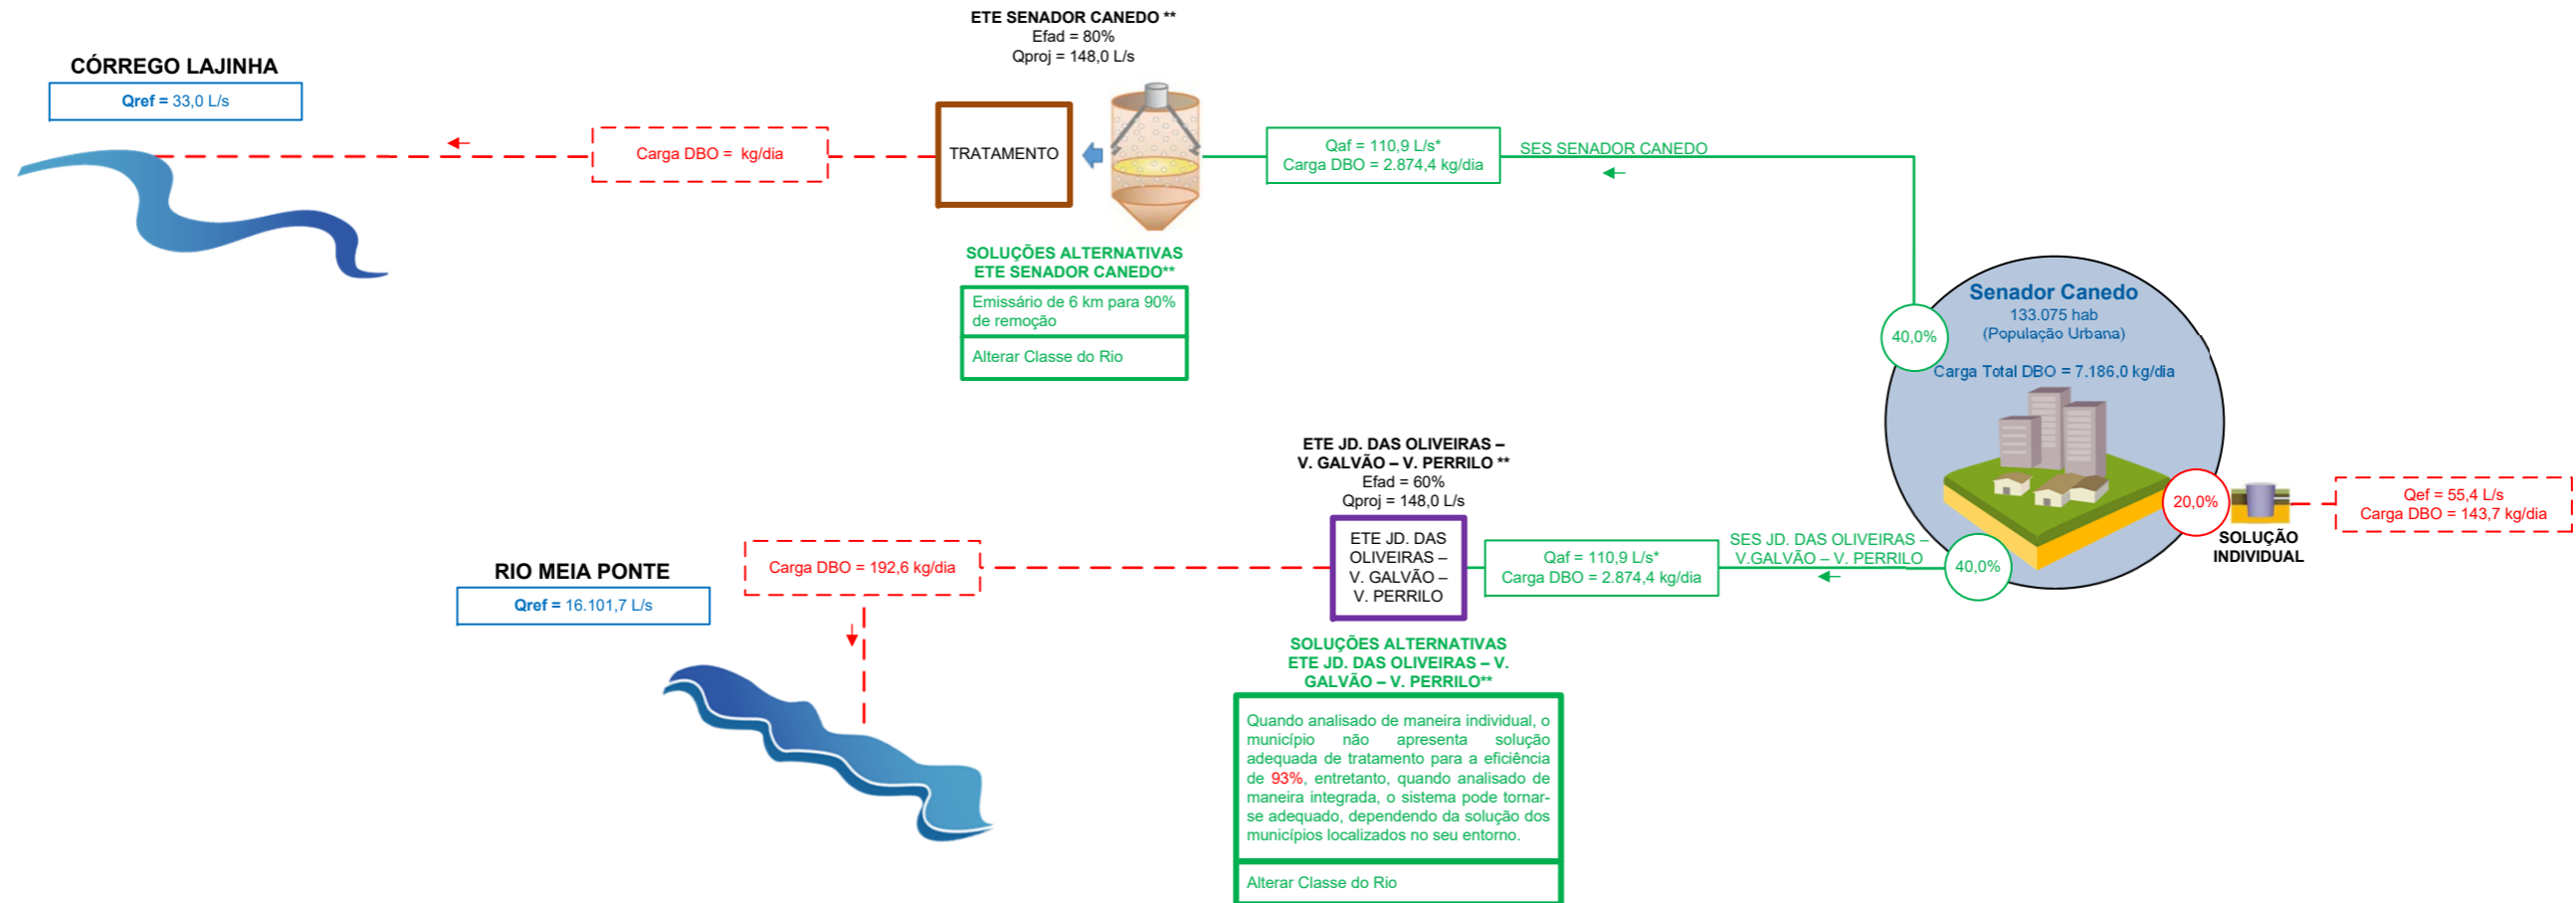 ETE SENADOR CANEDO **
Efad = 80%
Qproj = 148,0 L/s
CÓRREGO LAJINHA
Qref = 33,0 L/s
Carga DBO =  kg/dia
TRATAMENTO
Qaf = 110,9 L/s*
Carga DBO = 2.874,4 kg/dia
SES SENADOR CANEDO
SOLUÇÕES ALTERNATIVAS
ETE SENADOR CANEDO**
Emissário de 6 km para 90%
de remoção
Alterar Classe do Rio
Senador Canedo
133.075 hab
(População Urbana)
40,0%
Carga Total DBO = 7.186,0 kg/dia
20,0%
SOLUÇÃO
INDIVIDUAL
Qef = 55,4 L/s
Carga DBO = 143,7 kg/dia
40,0%
SES JD. DAS OLIVEIRAS –
V.GALVÃO – V. PERRILO
Qaf = 110,9 L/s*
Carga DBO = 2.874,4 kg/dia
ETE JD. DAS OLIVEIRAS –
V. GALVÃO – V. PERRILO **
Efad = 60%
Qproj = 148,0 L/s
ETE JD. DAS
OLIVEIRAS –
V. GALVÃO –
V. PERRILO
Carga DBO = 192,6 kg/dia
RIO MEIA PONTE
Qref = 16.101,7 L/s
SOLUÇÕES ALTERNATIVAS
ETE JD. DAS OLIVEIRAS – V.
GALVÃO – V. PERRILO**
Quando analisado de maneira individual, o
município não apresenta solução
adequada de tratamento para a eficiência
de 93%, entretanto, quando analisado de
maneira integrada, o sistema pode tornar-
se adequado, dependendo da solução dos
municípios localizados no seu entorno.
Alterar Classe do Rio